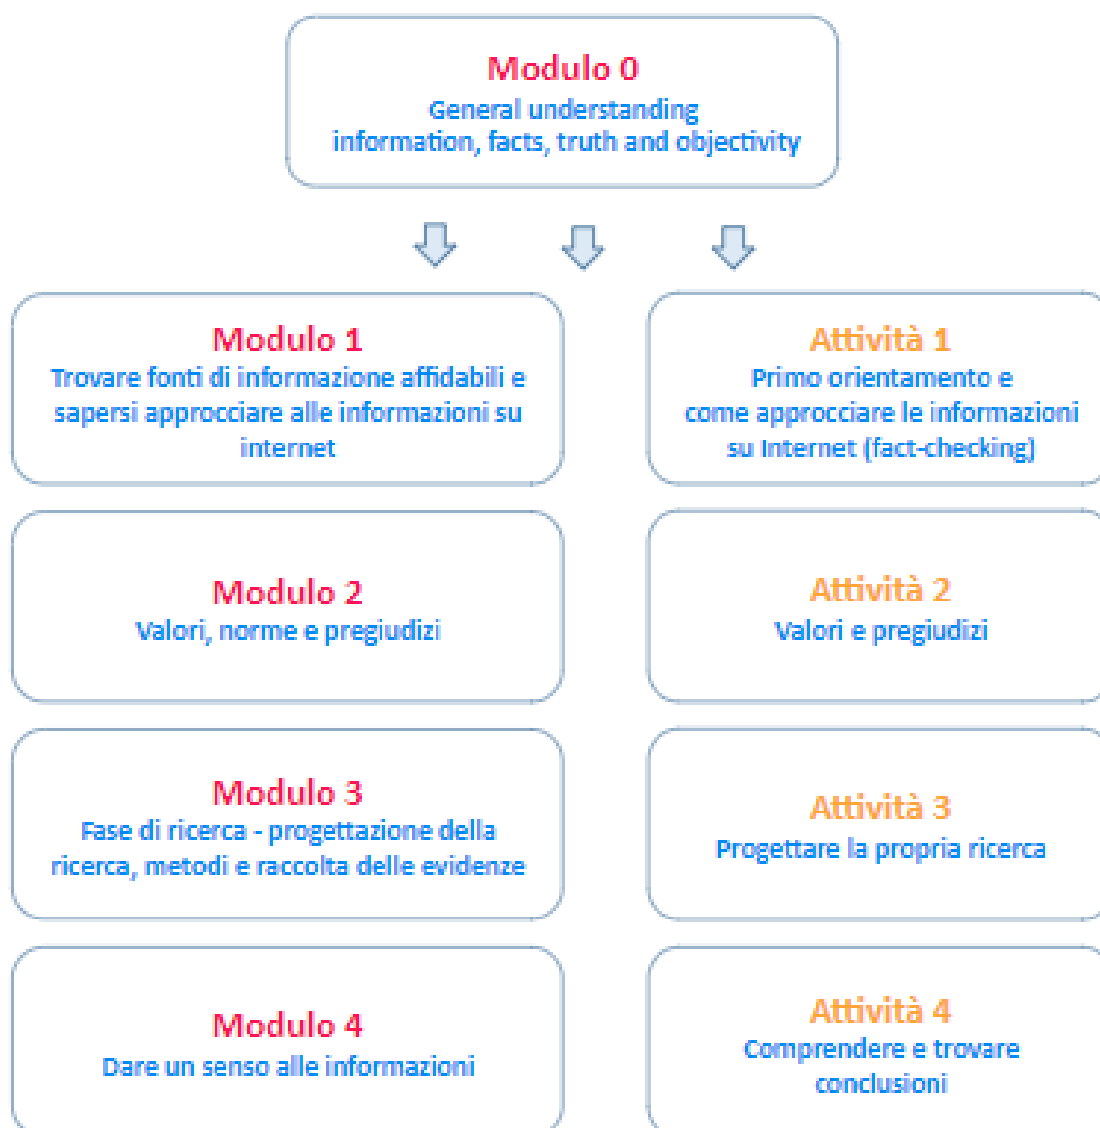 Modulo 0
General understanding
information, facts, truth and objectivity
Modulo 1
Trovare fonti di informazione affidabili e
sapersi approcciare alle informazioni su
internet
Attività 1
Primo orientamento e
come approcciare le informazioni
su Internet (fact-checking)
Modulo 2
Valori, norme e pregiudizi
Attività 2
Valori e pregiudizi
Modulo 3
Fase di ricerca - progettazione della
ricerca, metodi e raccolta delle evidenze
Attività 3
Progettare la propria ricerca
Modulo 4
Dare un senso alle informazioni
Attività 4
Comprendere e trovare
conclusioni